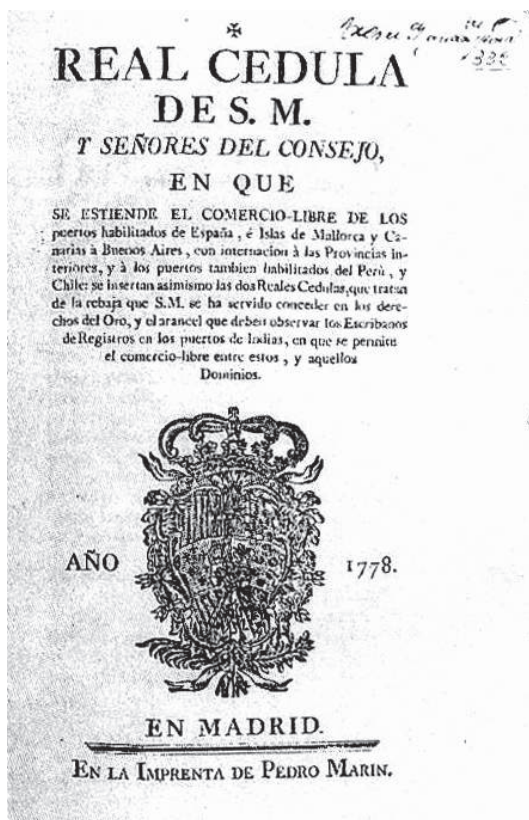 REAL CEDULA
DE S. M.
Y SEÑORES DEL CONSEJO,
EN QUE
SE ESTIENDE EL COMERCIO-LIBRE DE LOS
puertos habilitados de España, é Islas de Mallorca y Ca-
narias à Buenos Aires, con internacion à las Provincias in-
teriores, y à los puertos tambien habilitados del Perù, y
Chile: se insertan asimismo las dos Reales Cedulas, que tratan
de la rebaja que S.M. se ha servido conceder en los dere-
chos del Oro, y el arancel que deben observar los Escribanos
de Registros en los puertos de Indias, en que se permite
el comercio-libre entre estos, y aquellos
Dominios.
AÑO 1778.
EN MADRID.
EN LA IMPRENTA DE PEDRO MARIN.